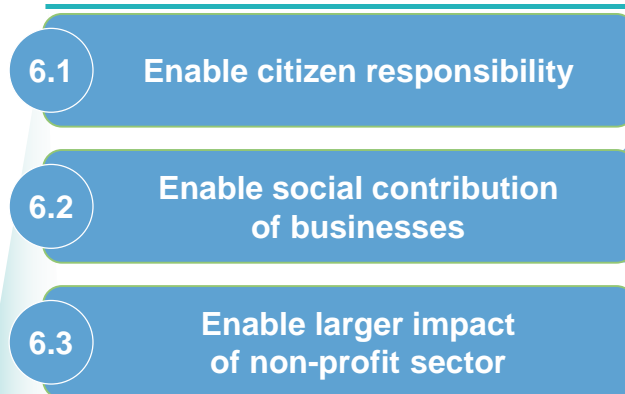 6.1 Enable citizen responsibility
6.2 Enable social contribution
of businesses
6.3 Enable larger impact
of non-profit sector